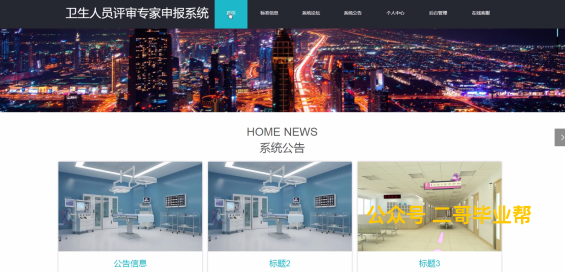 卫生人员评审专家申报系统
首页 标准信息 系统论坛 系统公告 个人中心 后台管理 在线客服
HOME NEWS
系统公告
公众号 二哥毕业帮
公告信息 标题2 标题3